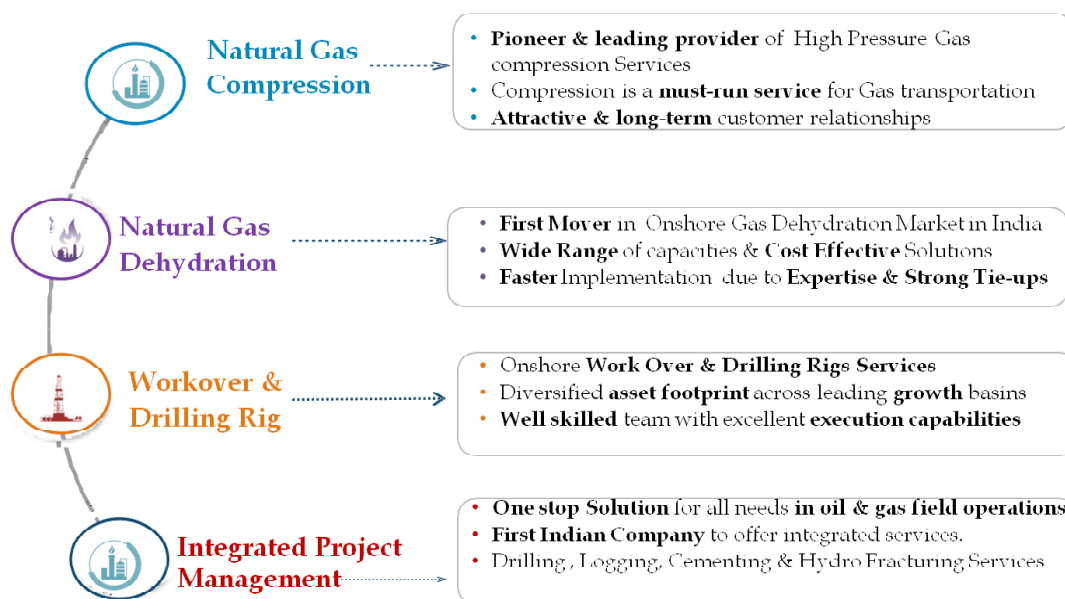 Natural Gas
Compression
• Pioneer & leading provider of High Pressure Gas
compression Services
• Compression is a must-run service for Gas transportation
• Attractive & long-term customer relationships
Natural Gas
Dehydration
• First Mover in Onshore Gas Dehydration Market in India
• Wide Range of capacities & Cost Effective Solutions
• Faster Implementation due to Expertise & Strong Tie-ups
Workover &
Drilling Rig
• Onshore Work Over & Drilling Rigs Services
• Diversified asset footprint across leading growth basins
• Well skilled team with excellent execution capabilities
Integrated Project
Management
• One stop Solution for all needs in oil & gas field operations
• First Indian Company to offer integrated services.
• Drilling , Logging, Cementing & Hydro Fracturing Services